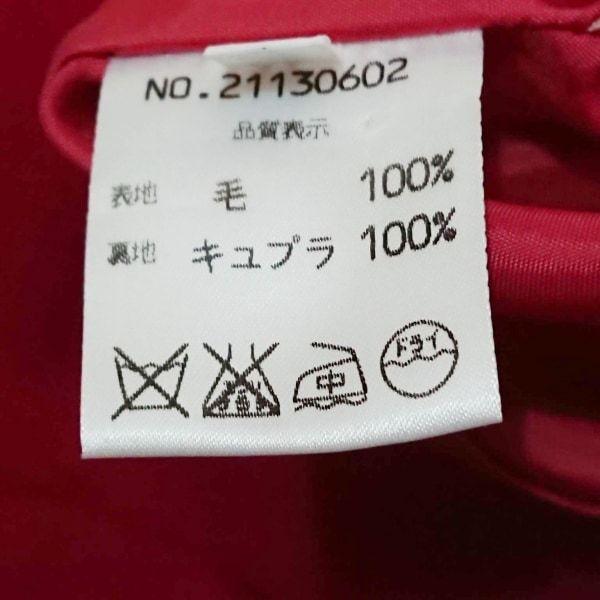 NO.21130602
品質表示
表地 毛 100%
裏地 キュプラ 100%
中 ドライ